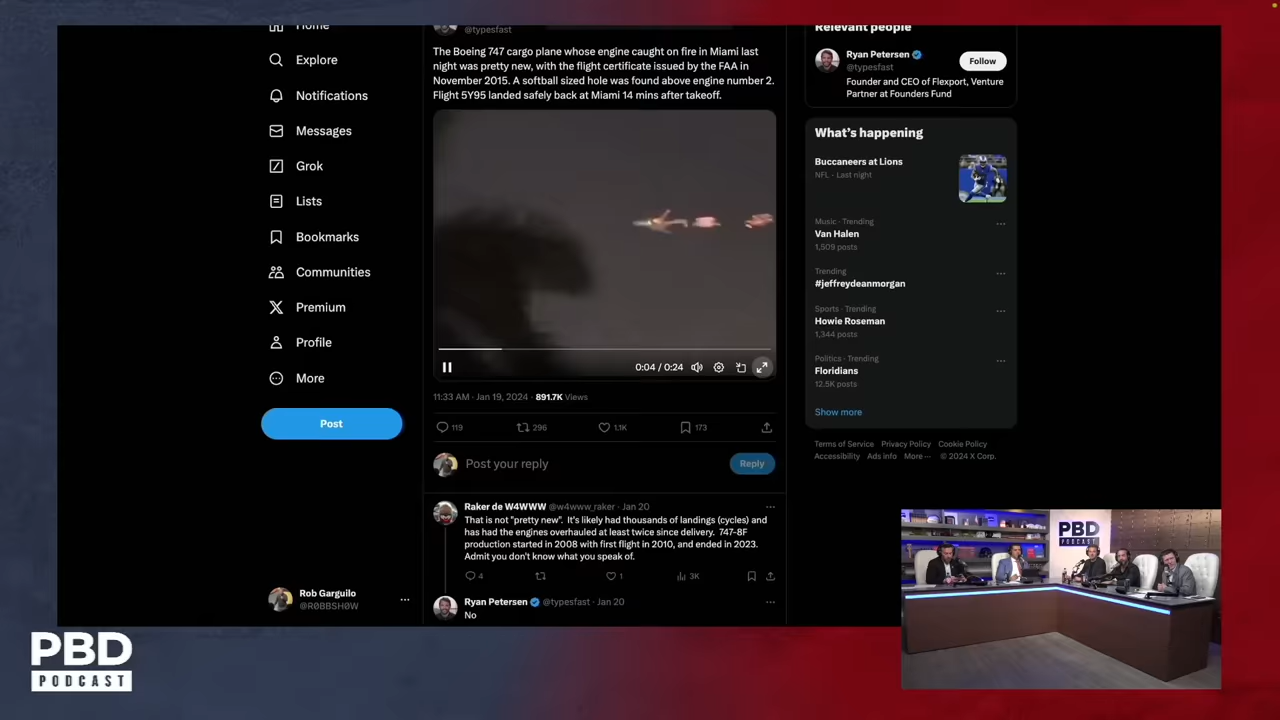 Home
@typesfast
The Boeing 747 cargo plane whose engine caught on fire in Miami last
night was pretty new, with the flight certificate issued by the FAA in
November 2015. A softball sized hole was found above engine number 2.
Flight 5Y95 landed safely back at Miami 14 mins after takeoff.
Explore
Notifications
Messages
Grok
Lists
Bookmarks
Communities
Premium
Profile
More
Post
Rob Garguilo
@R0BBSH0W
0:04 / 0:24
11:33 AM · Jan 19, 2024 · 891.7K Views
119
296
1.1K
173
Post your reply
Reply
Raker de W4WWW @w4www_raker · Jan 20
That is not "pretty new". It's likely had thousands of landings (cycles) and
has had the engines overhauled at least twice since delivery. 747-8F
production started in 2008 with first flight in 2010, and ended in 2023.
Admit you don't know what you speak of.
4
1
3K
Ryan Petersen @typesfast · Jan 20
No
Relevant people
Ryan Petersen
@typesfast
Follow
Founder and CEO of Flexport, Venture
Partner at Founders Fund
What's happening
Buccaneers at Lions
NFL · Last night
Music · Trending
Van Halen
1,509 posts
Trending
#jeffreydeanmorgan
Sports · Trending
Howie Roseman
1,344 posts
Politics · Trending
Floridians
12.5K posts
Show more
Terms of Service Privacy Policy Cookie Policy
Accessibility Ads info More ··· © 2024 X Corp.
PBD
PODCAST
PBD
PODCAST